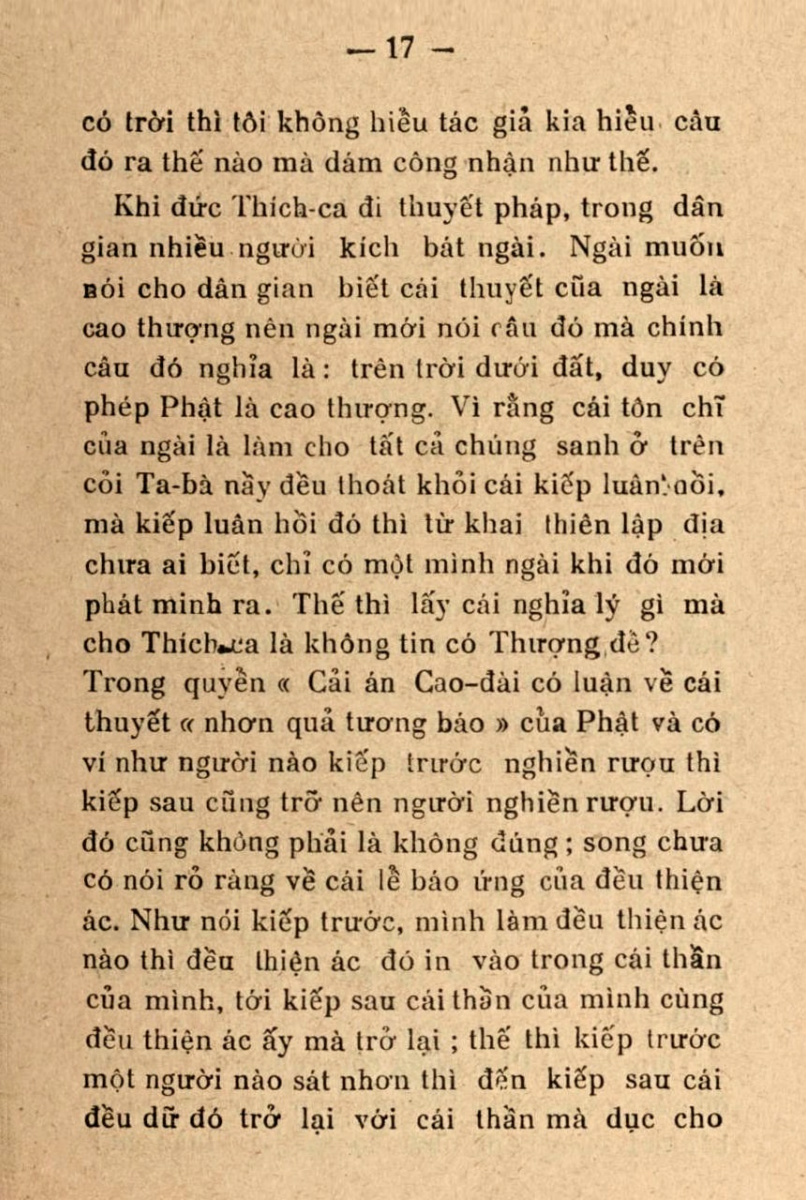 — 17 —
có trời thì tôi không hiểu tác giả kia hiểu câu
đó ra thế nào mà dám công nhận như thế.
Khi đức Thích-ca đi thuyết pháp, trong dân
gian nhiều người kích bát ngài. Ngài muốn
nói cho dân gian biết cái thuyết cũa ngài là
cao thượng nên ngài mới nói câu đó mà chính
câu đó nghỉa là : trên trời dưới đất, duy có
phép Phật là cao thượng. Vì rằng cái tôn chĩ
của ngài là làm cho tất cả chúng sanh ở trên
cỏi Ta-bà nầy đều thoát khỏi cái kiếp luân hồi,
mà kiếp luân hồi đó thì từ khai thiên lập địa
chưa ai biết, chỉ có một mình ngài khi đó mới
phát minh ra. Thế thì lấy cái nghỉa lý gì mà
cho Thích-ca là không tin có Thượng đề ?
Trong quyền « Cải án Cao-đài có luận về cái
thuyết « nhơn quả tương báo » của Phật và có
ví như người nào kiếp trước nghiền rượu thì
kiếp sau cũng trỡ nên người nghiền rượu. Lời
đó cũng không phải là không đúng ; song chưa
có nói rỏ ràng về cái lẽ báo ứng của đều thiện
ác. Như nói kiếp trước, mình làm đều thiện ác
nào thì đều thiện ác đó in vào trong cái thần
của mình, tới kiếp sau cái thần của mình cùng
đều thiện ác ấy mà trở lại ; thế thì kiếp trước
một người nào sát nhơn thì đến kiếp sau cái
đều dữ đó trở lại với cái thần mà dục cho